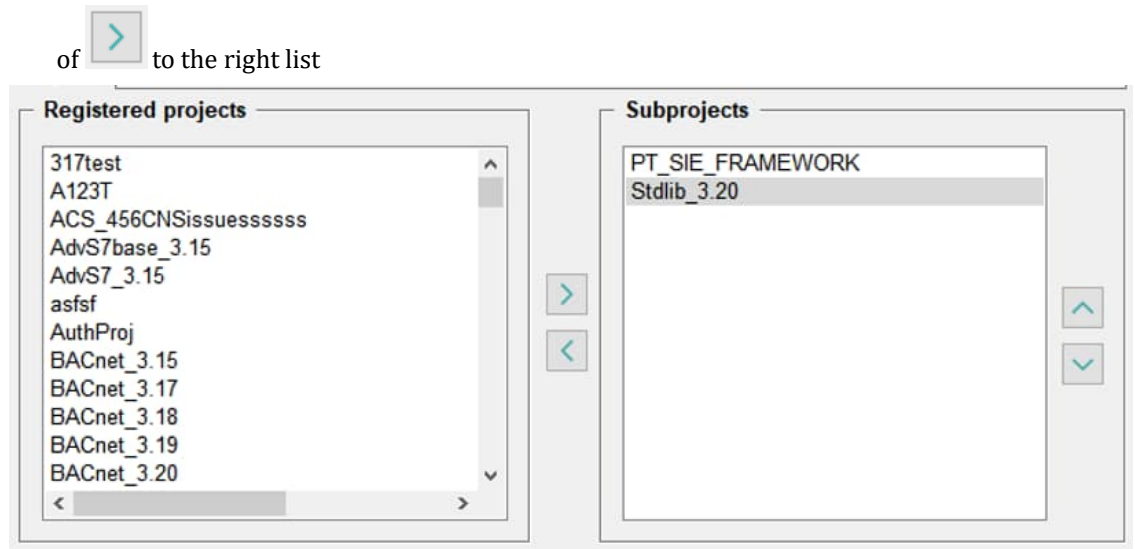 of to the right list
Registered projects
317test
A123T
ACS_456CNSissuessssss
AdvS7base_3.15
AdvS7_3.15
asfsf
AuthProj
BACnet_3.15
BACnet_3.17
BACnet_3.18
BACnet_3.19
BACnet_3.20
Subprojects
PT_SIE_FRAMEWORK
Stdlib_3.20